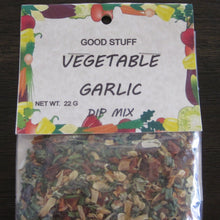 GOOD STUFF
VEGETABLE
GARLIC
NET WT. 22 G
DIP MIX